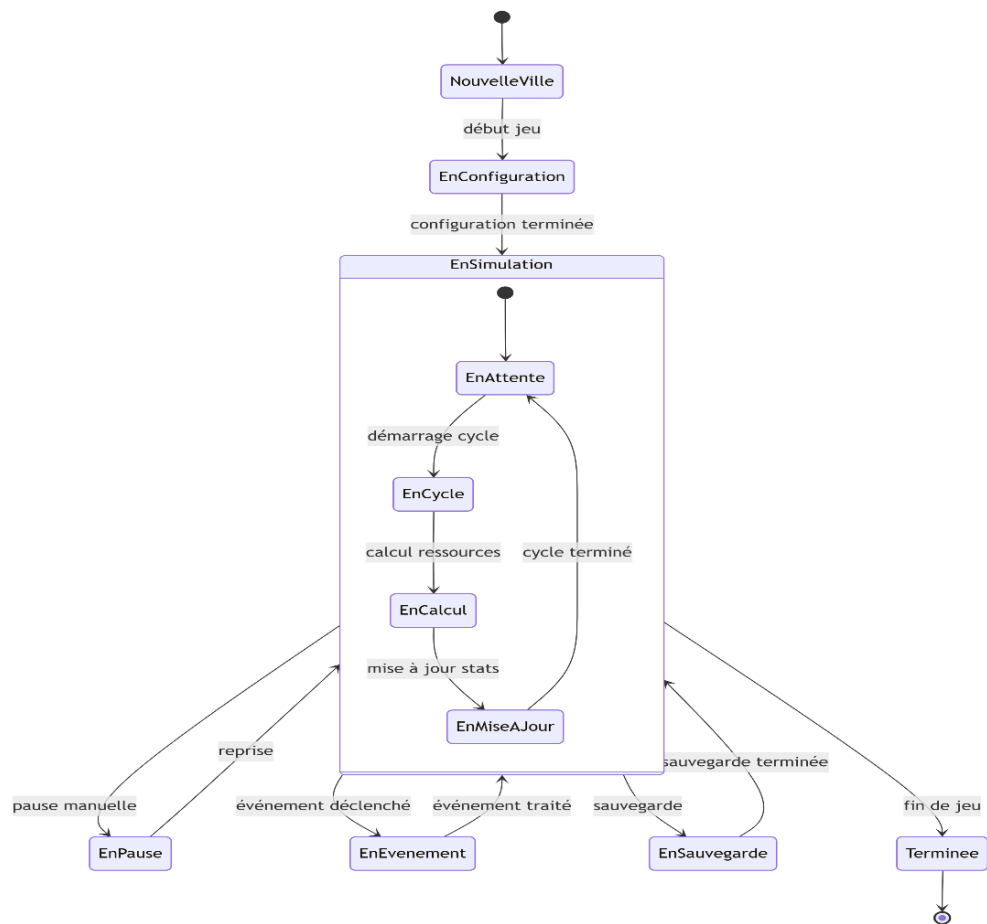 NouvelleVille
début jeu
EnConfiguration
configuration terminée
EnSimulation
EnAttente
démarrage cycle
EnCycle
calcul ressources
cycle terminé
EnCalcul
mise à jour stats
EnMiseAJour
reprise
sauvegarde terminée
pause manuelle
événement déclenché
événement traité
sauvegarde
fin de jeu
EnPause
EnEvenement
EnSauvegarde
Terminee